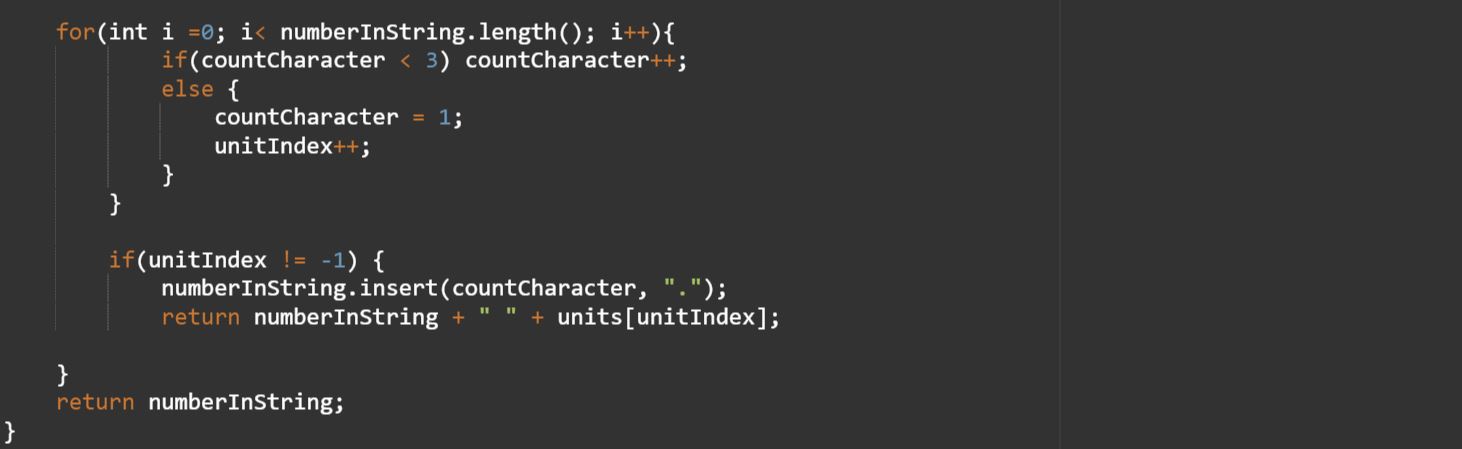 for(int i =0; i< numberInString.length(); i++){
if(countCharacter < 3) countCharacter++;
else {
countCharacter = 1;
unitIndex++;
}
}
if(unitIndex != -1) {
numberInString.insert(countCharacter, ".");
return numberInString + " " + units[unitIndex];
}
return numberInString;
}